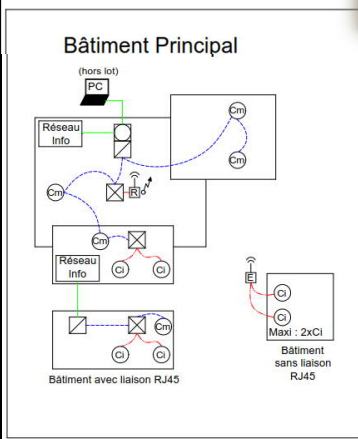 Bâtiment Principal
(hors lot)
PC
Réseau
Info
Cm
Cm
Cm
R
Cm
Réseau
Info
Ci
Ci
E
Ci
Ci
Maxi : 2xCi
Cm
Ci
Ci
Bâtiment
sans liaison
RJ45
Bâtiment avec liaison RJ45